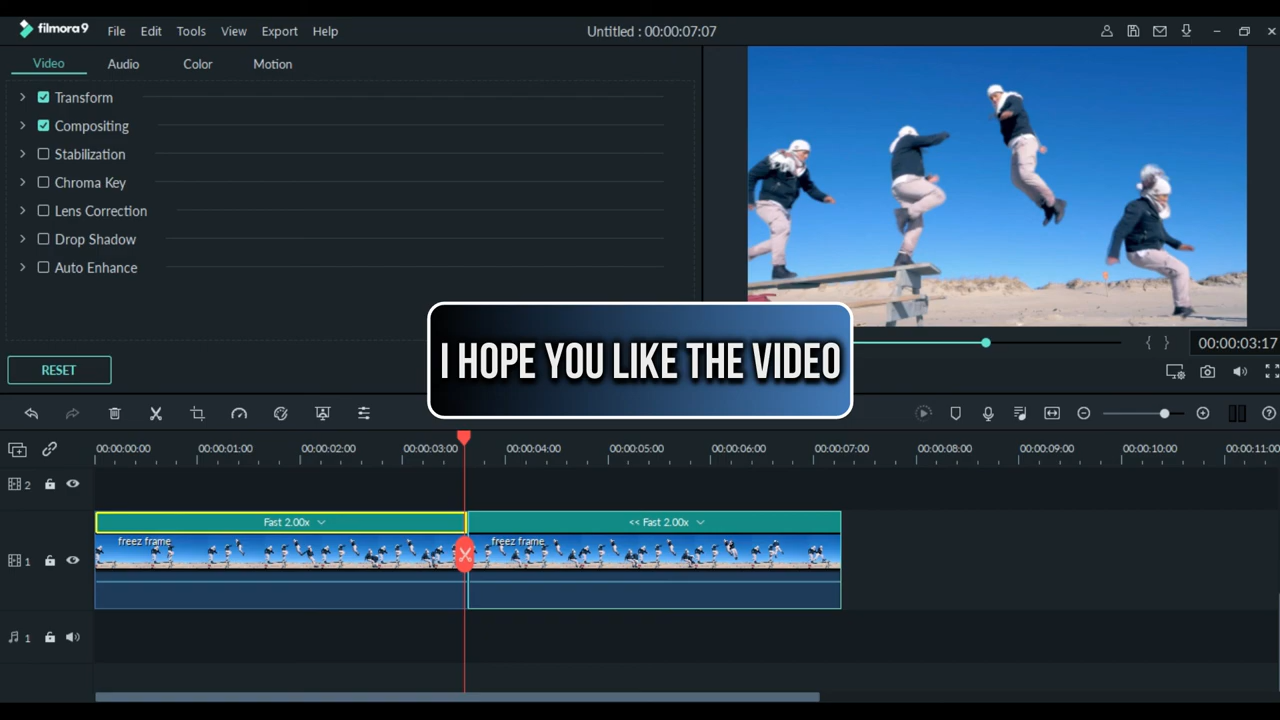 filmora9 File Edit Tools View Export Help Untitled : 00:00:07:07
Video Audio Color Motion
Transform
Compositing
Stabilization
Chroma Key
Lens Correction
Drop Shadow
Auto Enhance
{ } 00:00:03:17
RESET
I HOPE YOU LIKE THE VIDEO
00:00:00:00 00:00:01:00 00:00:02:00 00:00:03:00 00:00:04:00 00:00:05:00 00:00:06:00 00:00:07:00 00:00:08:00 00:00:09:00 00:00:10:00 00:00:11:00
2
Fast 2.00x << Fast 2.00x
freez frame freez frame
1
1